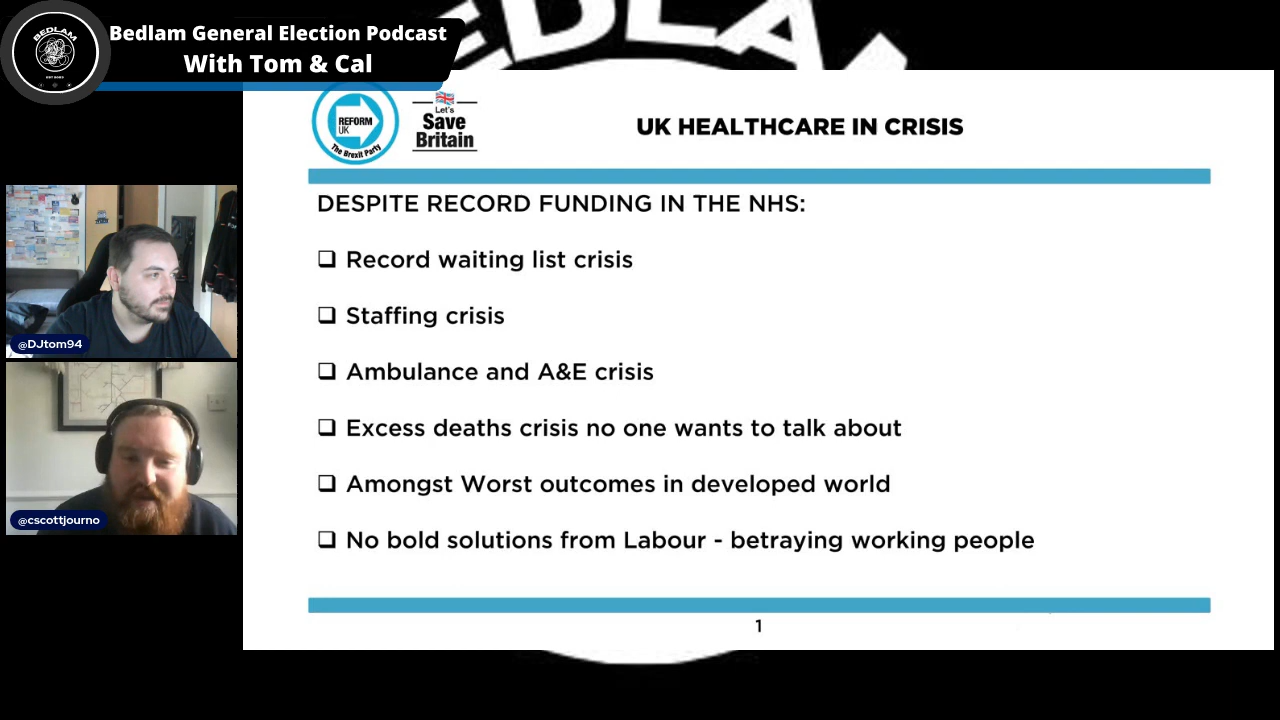 Bedlam General Election Podcast
With Tom & Cal
BEDLAM
BEDLAM
REFORM
UK
The Brexit Party
Let's
Save
Britain
UK HEALTHCARE IN CRISIS
DESPITE RECORD FUNDING IN THE NHS:
❑ Record waiting list crisis
❑ Staffing crisis
❑ Ambulance and A&E crisis
❑ Excess deaths crisis no one wants to talk about
❑ Amongst Worst outcomes in developed world
❑ No bold solutions from Labour - betraying working people
1
@DJtom94
@cscottjourno